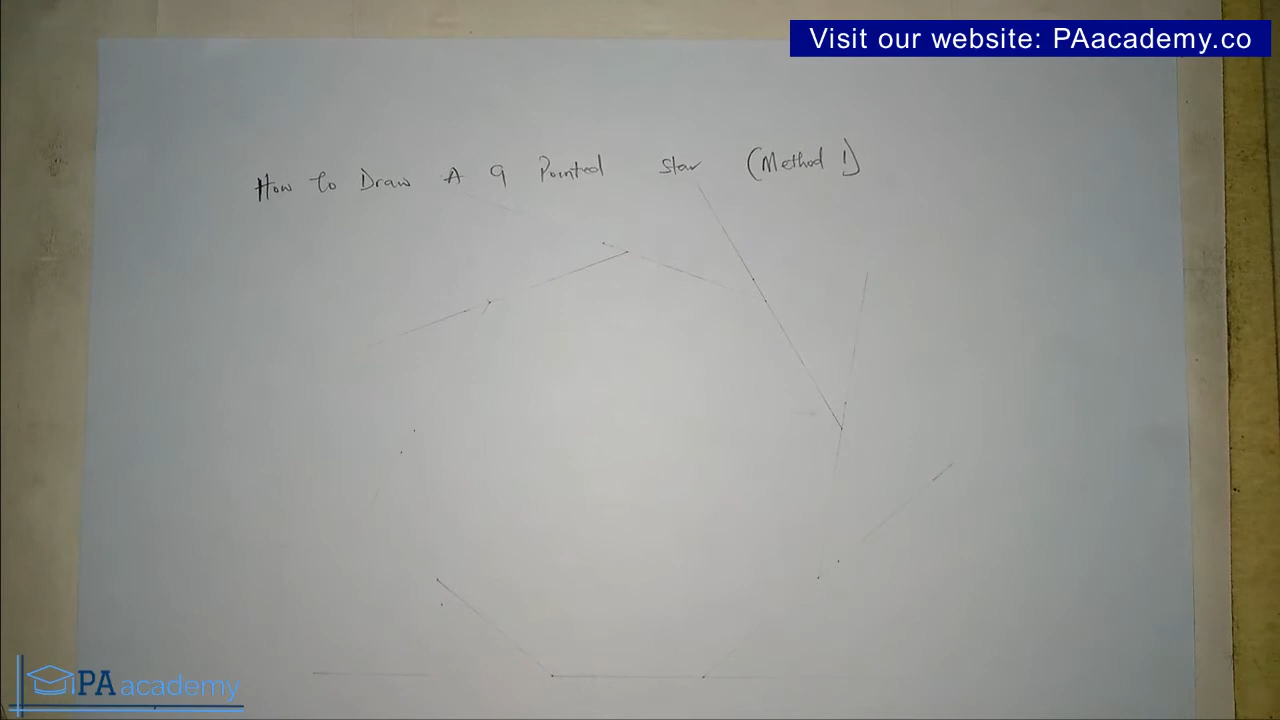 Visit our website: PAacademy.co
How to Draw A 9 Pointed Star (Method 1)
PA academy